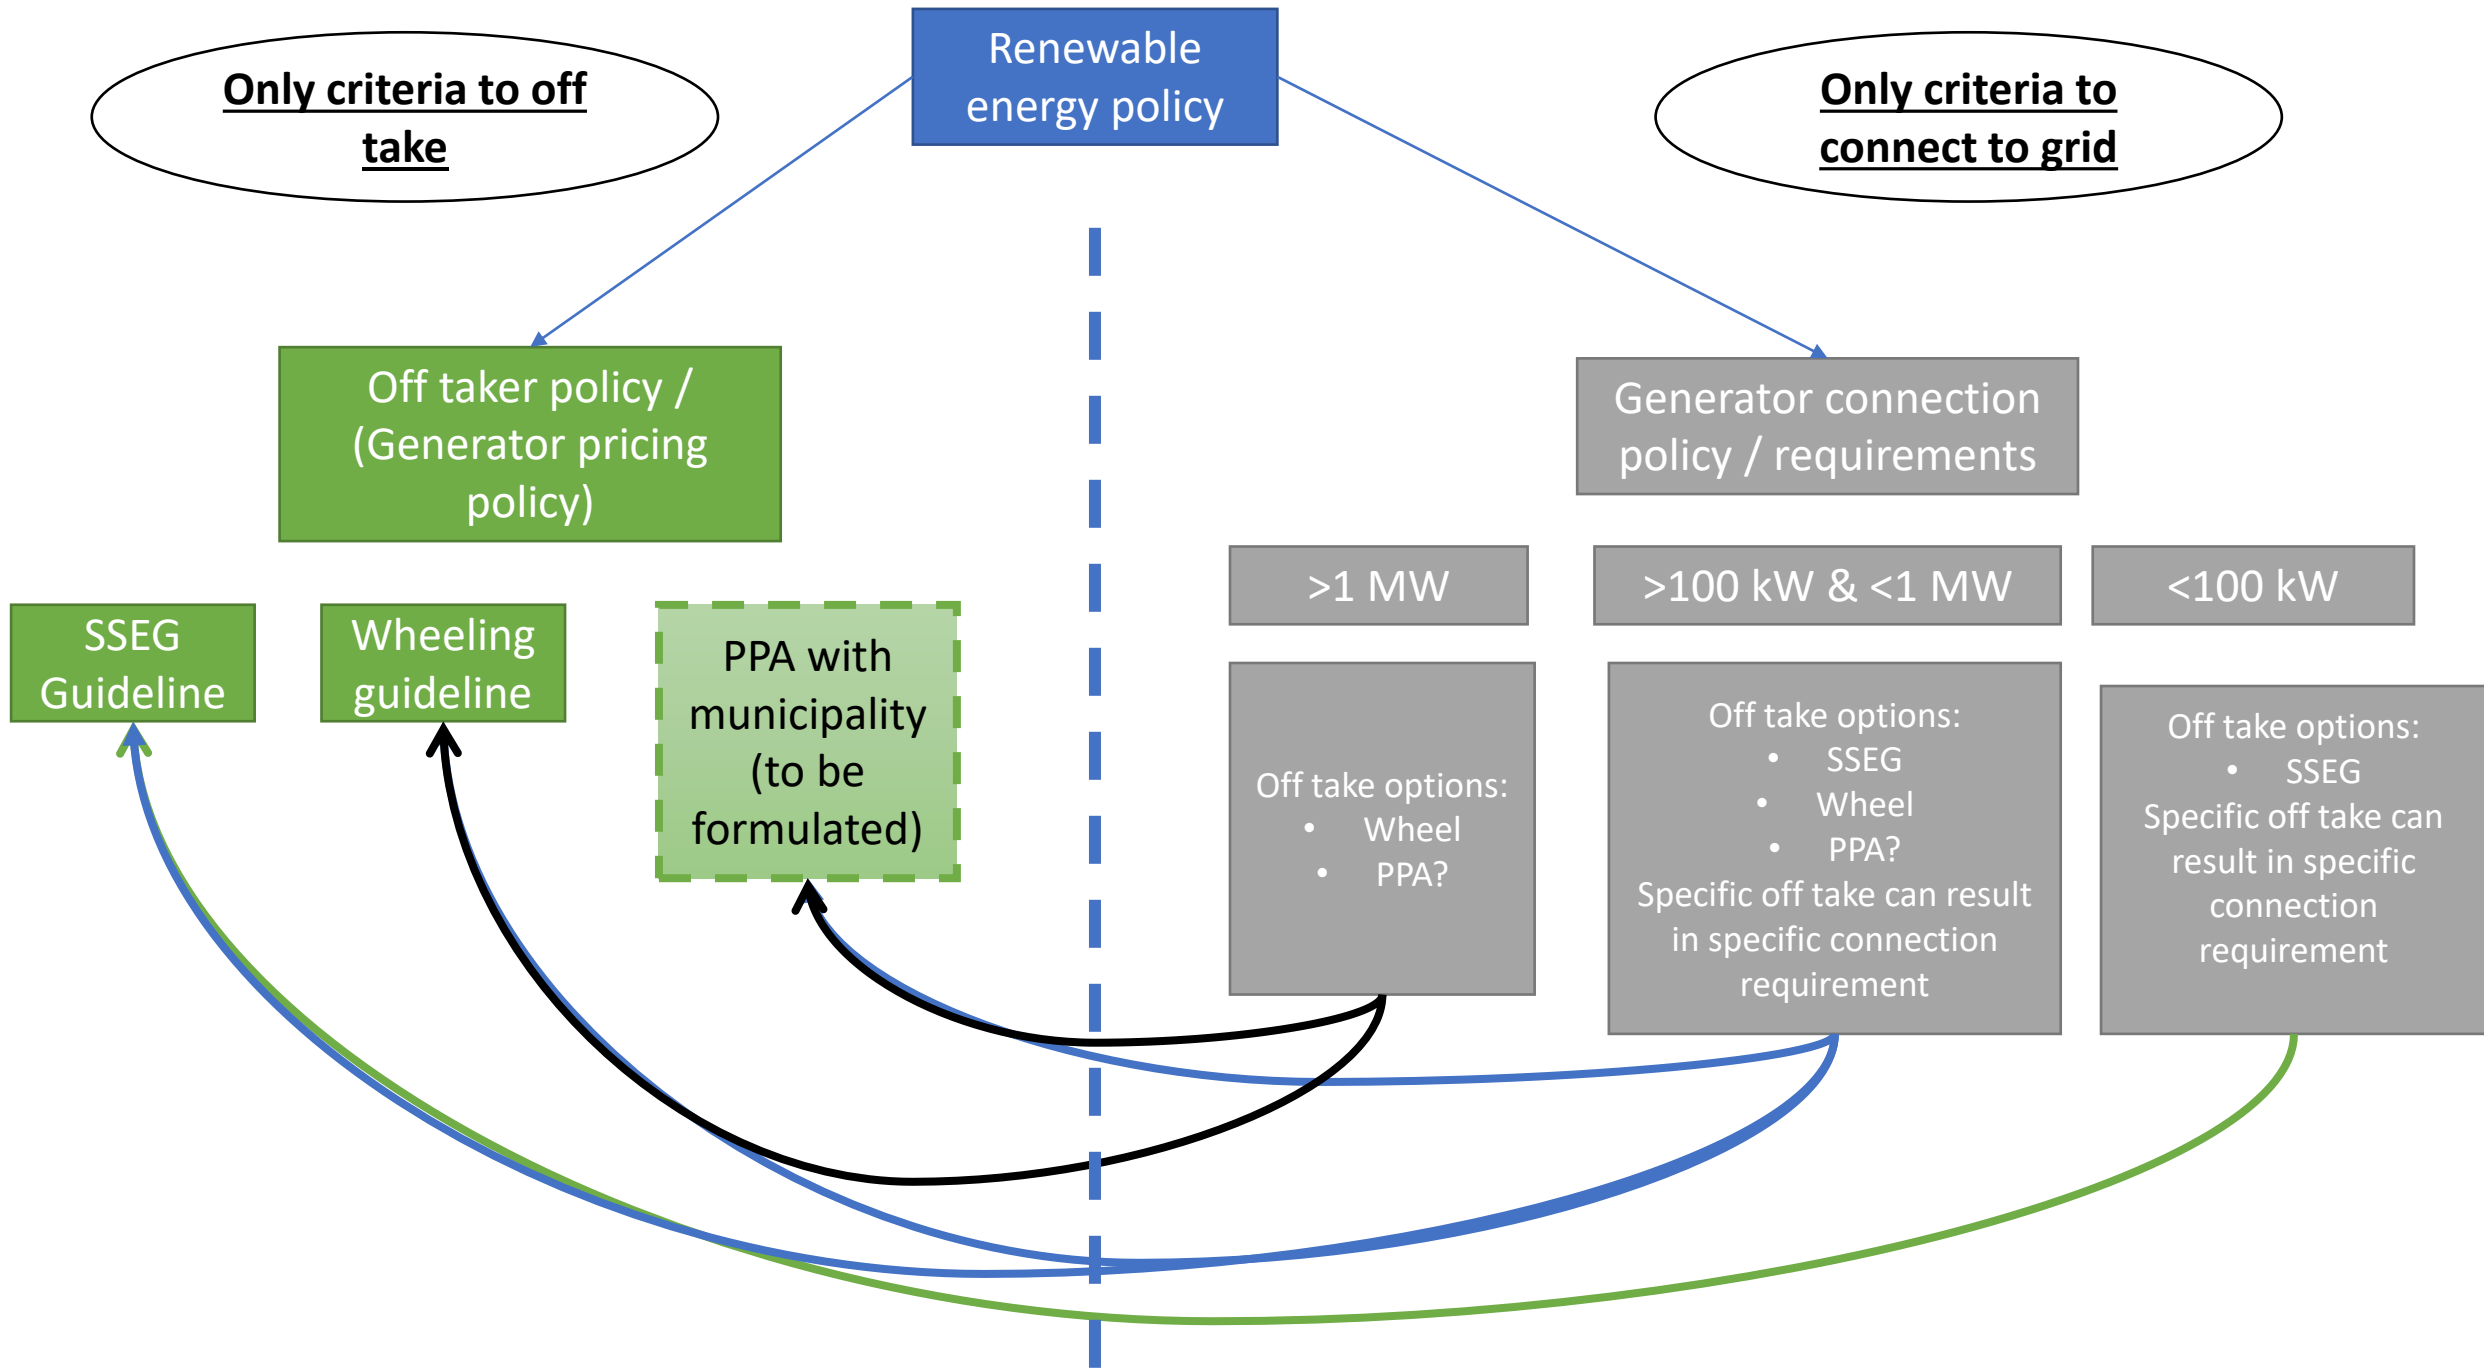 Only criteria to off
take
Renewable
energy policy
Only criteria to
connect to grid
Off taker policy /
(Generator pricing
policy)
Generator connection
policy / requirements
SSEG
Guideline
Wheeling
guideline
PPA with
municipality
(to be
formulated)
>1 MW
>100 kW & <1 MW
<100 kW
Off take options:
• Wheel
• PPA?
Off take options:
• SSEG
• Wheel
• PPA?
Specific off take can result
in specific connection
requirement
Off take options:
• SSEG
Specific off take can
result in specific
connection
requirement